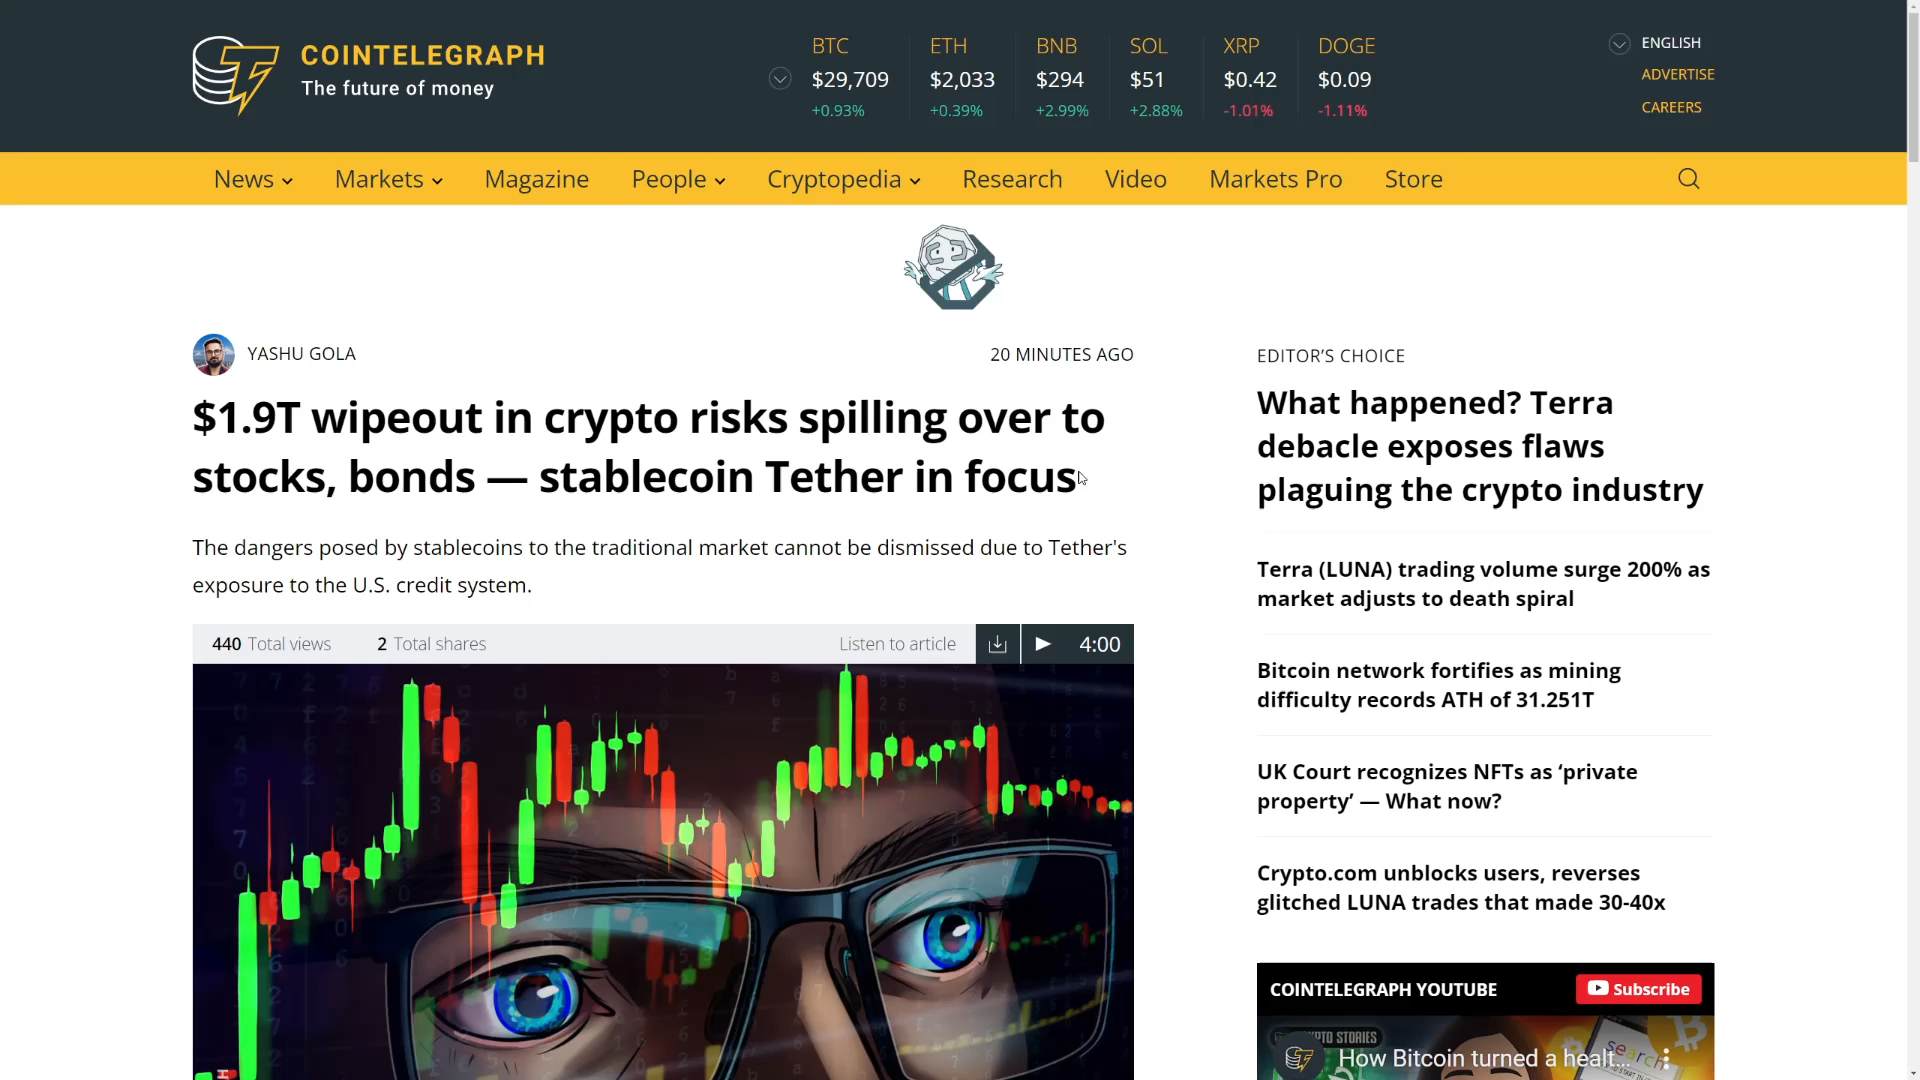 COINTELEGRAPH
The future of money
BTC ETH BNB SOL XRP DOGE
$29,709 $2,033 $294 $51 $0.42 $0.09
+0.93% +0.39% +2.99% +2.88% -1.01% -1.11%
ENGLISH
ADVERTISE
CAREERS
News Markets Magazine People Cryptopedia Research Video Markets Pro Store
YASHU GOLA 20 MINUTES AGO
$1.9T wipeout in crypto risks spilling over to
stocks, bonds — stablecoin Tether in focus
The dangers posed by stablecoins to the traditional market cannot be dismissed due to Tether's
exposure to the U.S. credit system.
440 Total views 2 Total shares Listen to article 4:00
EDITOR’S CHOICE
What happened? Terra
debacle exposes flaws
plaguing the crypto industry
Terra (LUNA) trading volume surge 200% as
market adjusts to death spiral
Bitcoin network fortifies as mining
difficulty records ATH of 31.251T
UK Court recognizes NFTs as ‘private
property’ — What now?
Crypto.com unblocks users, reverses
glitched LUNA trades that made 30-40x
COINTELEGRAPH YOUTUBE Subscribe
STORIES
How Bitcoin turned a healt...
search